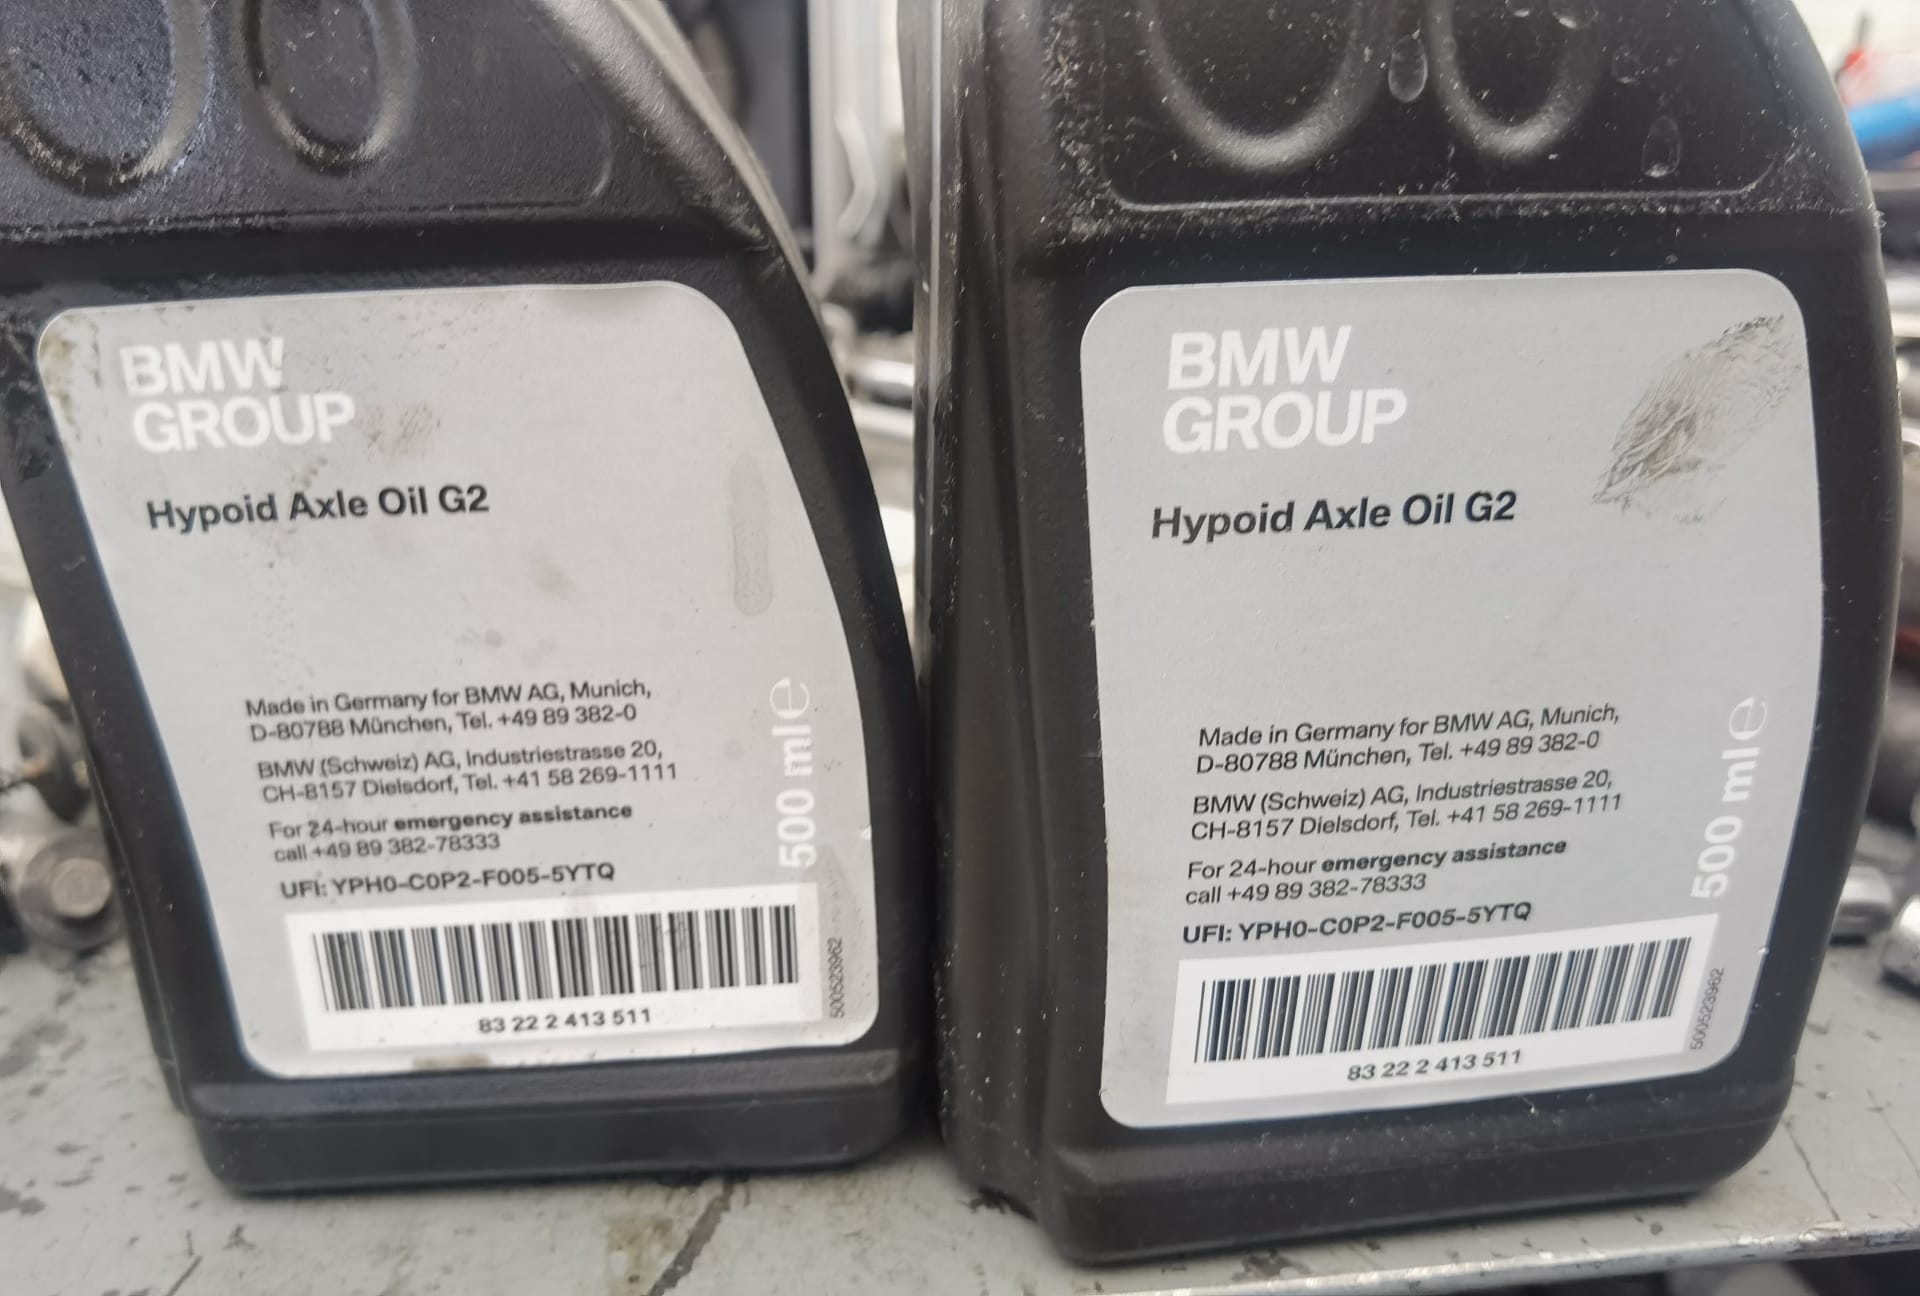 BMW
GROUP
Hypoid Axle Oil G2
Made in Germany for BMW AG, Munich,
D-80788 München, Tel. +49 89 382-0
BMW (Schweiz) AG, Industriestrasse 20,
CH-8157 Dielsdorf, Tel. +41 58 269-1111
For 24-hour emergency assistance
call +49 89 382-78333
UFI: YPH0-C0P2-F005-5YTQ
500 ml e
83 22 2 413 511
500523962
BMW
GROUP
Hypoid Axle Oil G2
Made in Germany for BMW AG, Munich,
D-80788 München, Tel. +49 89 382-0
BMW (Schweiz) AG, Industriestrasse 20,
CH-8157 Dielsdorf, Tel. +41 58 269-1111
For 24-hour emergency assistance
call +49 89 382-78333
UFI: YPH0-C0P2-F005-5YTQ
500 ml e
83 22 2 413 511
500523962